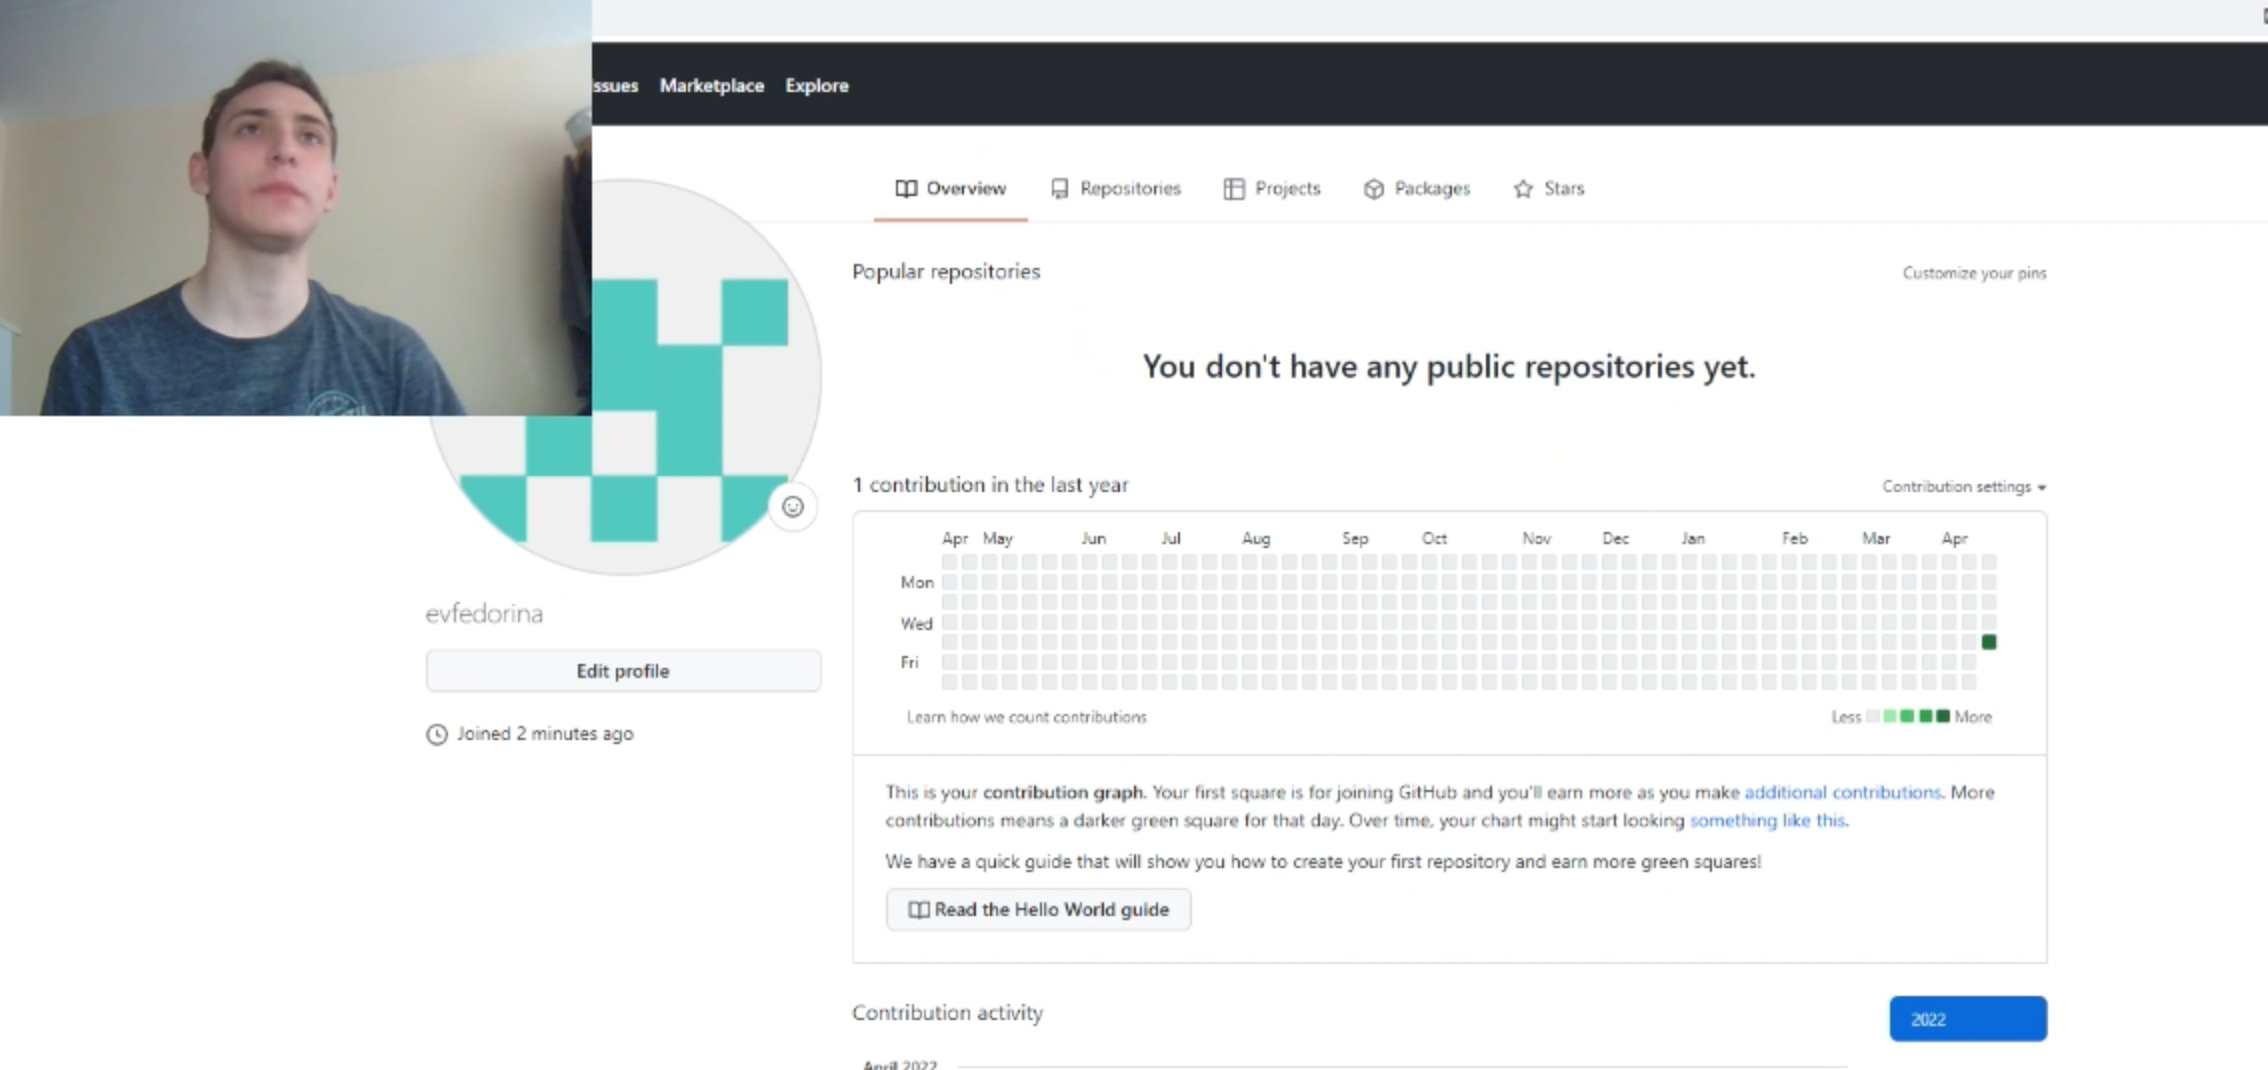 ssues Marketplace Explore
Overview Repositories Projects Packages Stars
Popular repositories
Customize your pins
You don't have any public repositories yet.
1 contribution in the last year
Contribution settings
Apr May Jun Jul Aug Sep Oct Nov Dec Jan Feb Mar Apr
Mon
Wed
Fri
Learn how we count contributions
Less More
evfedorina
Edit profile
Joined 2 minutes ago
This is your contribution graph. Your first square is for joining GitHub and you'll earn more as you make additional contributions. More
contributions means a darker green square for that day. Over time, your chart might start looking something like this.
We have a quick guide that will show you how to create your first repository and earn more green squares!
Read the Hello World guide
Contribution activity
2022
April 2022